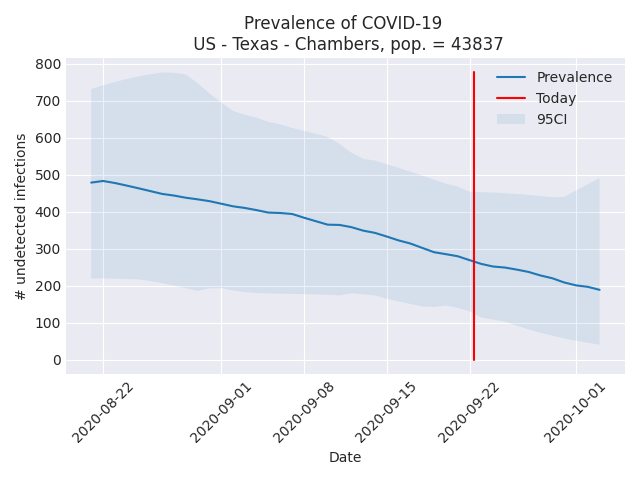 Prevalence of COVID-19
US - Texas - Chambers, pop. = 43837
800
700
600
500
400
300
200
100
0
# undetected infections
Prevalence
Today
95CI
2020-08-22
2020-09-01
2020-09-08
2020-09-15
2020-09-22
2020-10-01
Date